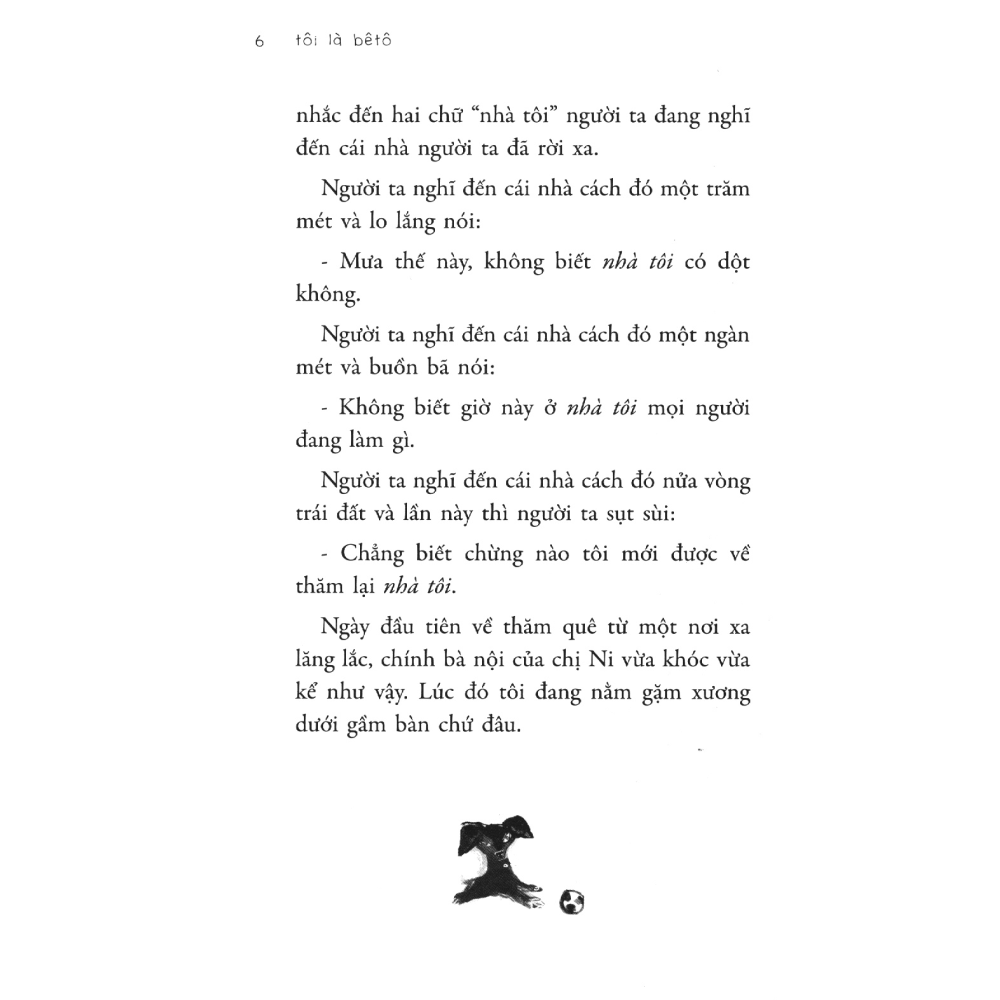 6 tôi là bêtô
nhắc đến hai chữ “nhà tôi” người ta đang nghĩ
đến cái nhà người ta đã rời xa.
Người ta nghĩ đến cái nhà cách đó một trăm
mét và lo lắng nói:
- Mưa thế này, không biết nhà tôi có dột
không.
Người ta nghĩ đến cái nhà cách đó một ngàn
mét và buồn bã nói:
- Không biết giờ này ở nhà tôi mọi người
đang làm gì.
Người ta nghĩ đến cái nhà cách đó nửa vòng
trái đất và lần này thì người ta sụt sùi:
- Chẳng biết chừng nào tôi mới được về
thăm lại nhà tôi.
Ngày đầu tiên về thăm quê từ một nơi xa
lăng lắc, chính bà nội của chị Ni vừa khóc vừa
kể như vậy. Lúc đó tôi đang nằm gặm xương
dưới gầm bàn chứ đâu.